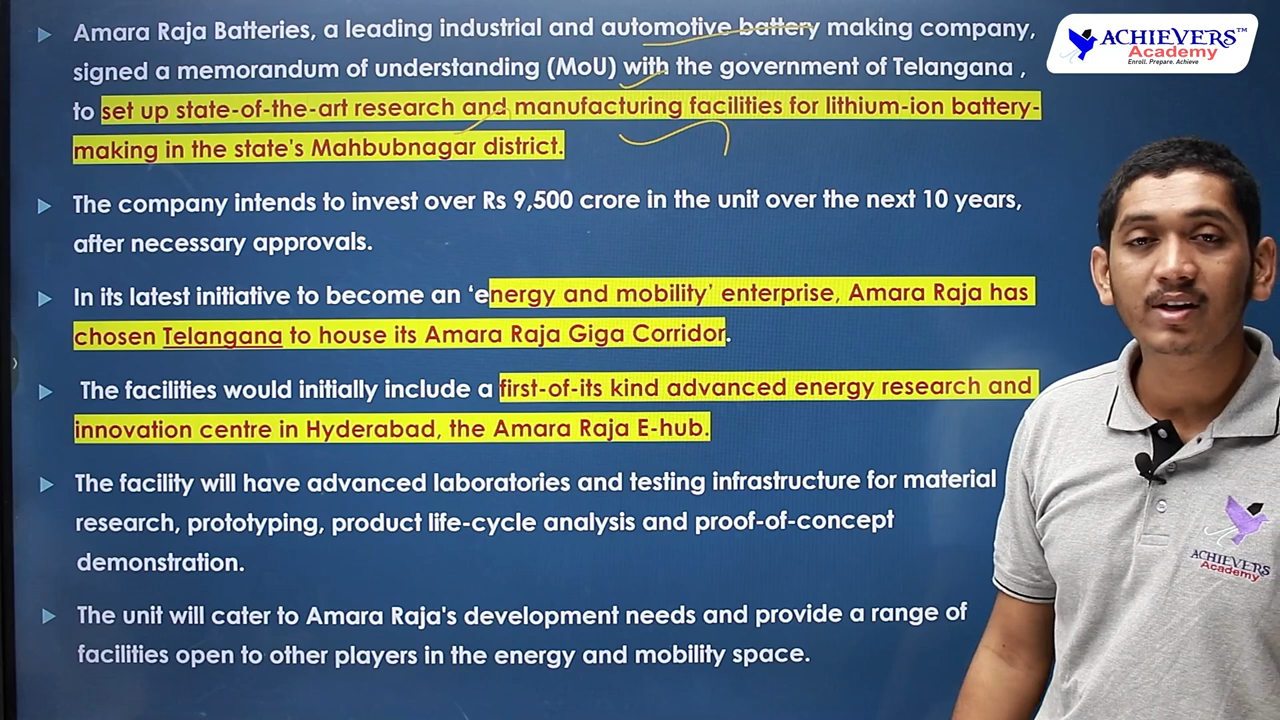 Amara Raja Batteries, a leading industrial and automotive battery making company,
signed a memorandum of understanding (MoU) with the government of Telangana ,
to set up state-of-the-art research and manufacturing facilities for lithium-ion battery-
making in the state's Mahbubnagar district.
The company intends to invest over Rs 9,500 crore in the unit over the next 10 years,
after necessary approvals.
In its latest initiative to become an ‘energy and mobility’ enterprise, Amara Raja has
chosen Telangana to house its Amara Raja Giga Corridor.
The facilities would initially include a first-of-its kind advanced energy research and
innovation centre in Hyderabad, the Amara Raja E-hub.
The facility will have advanced laboratories and testing infrastructure for material
research, prototyping, product life-cycle analysis and proof-of-concept
demonstration.
The unit will cater to Amara Raja's development needs and provide a range of
facilities open to other players in the energy and mobility space.
ACHIEVERS™
Academy
Enroll. Prepare. Achieve
ACHIEVERS
Academy